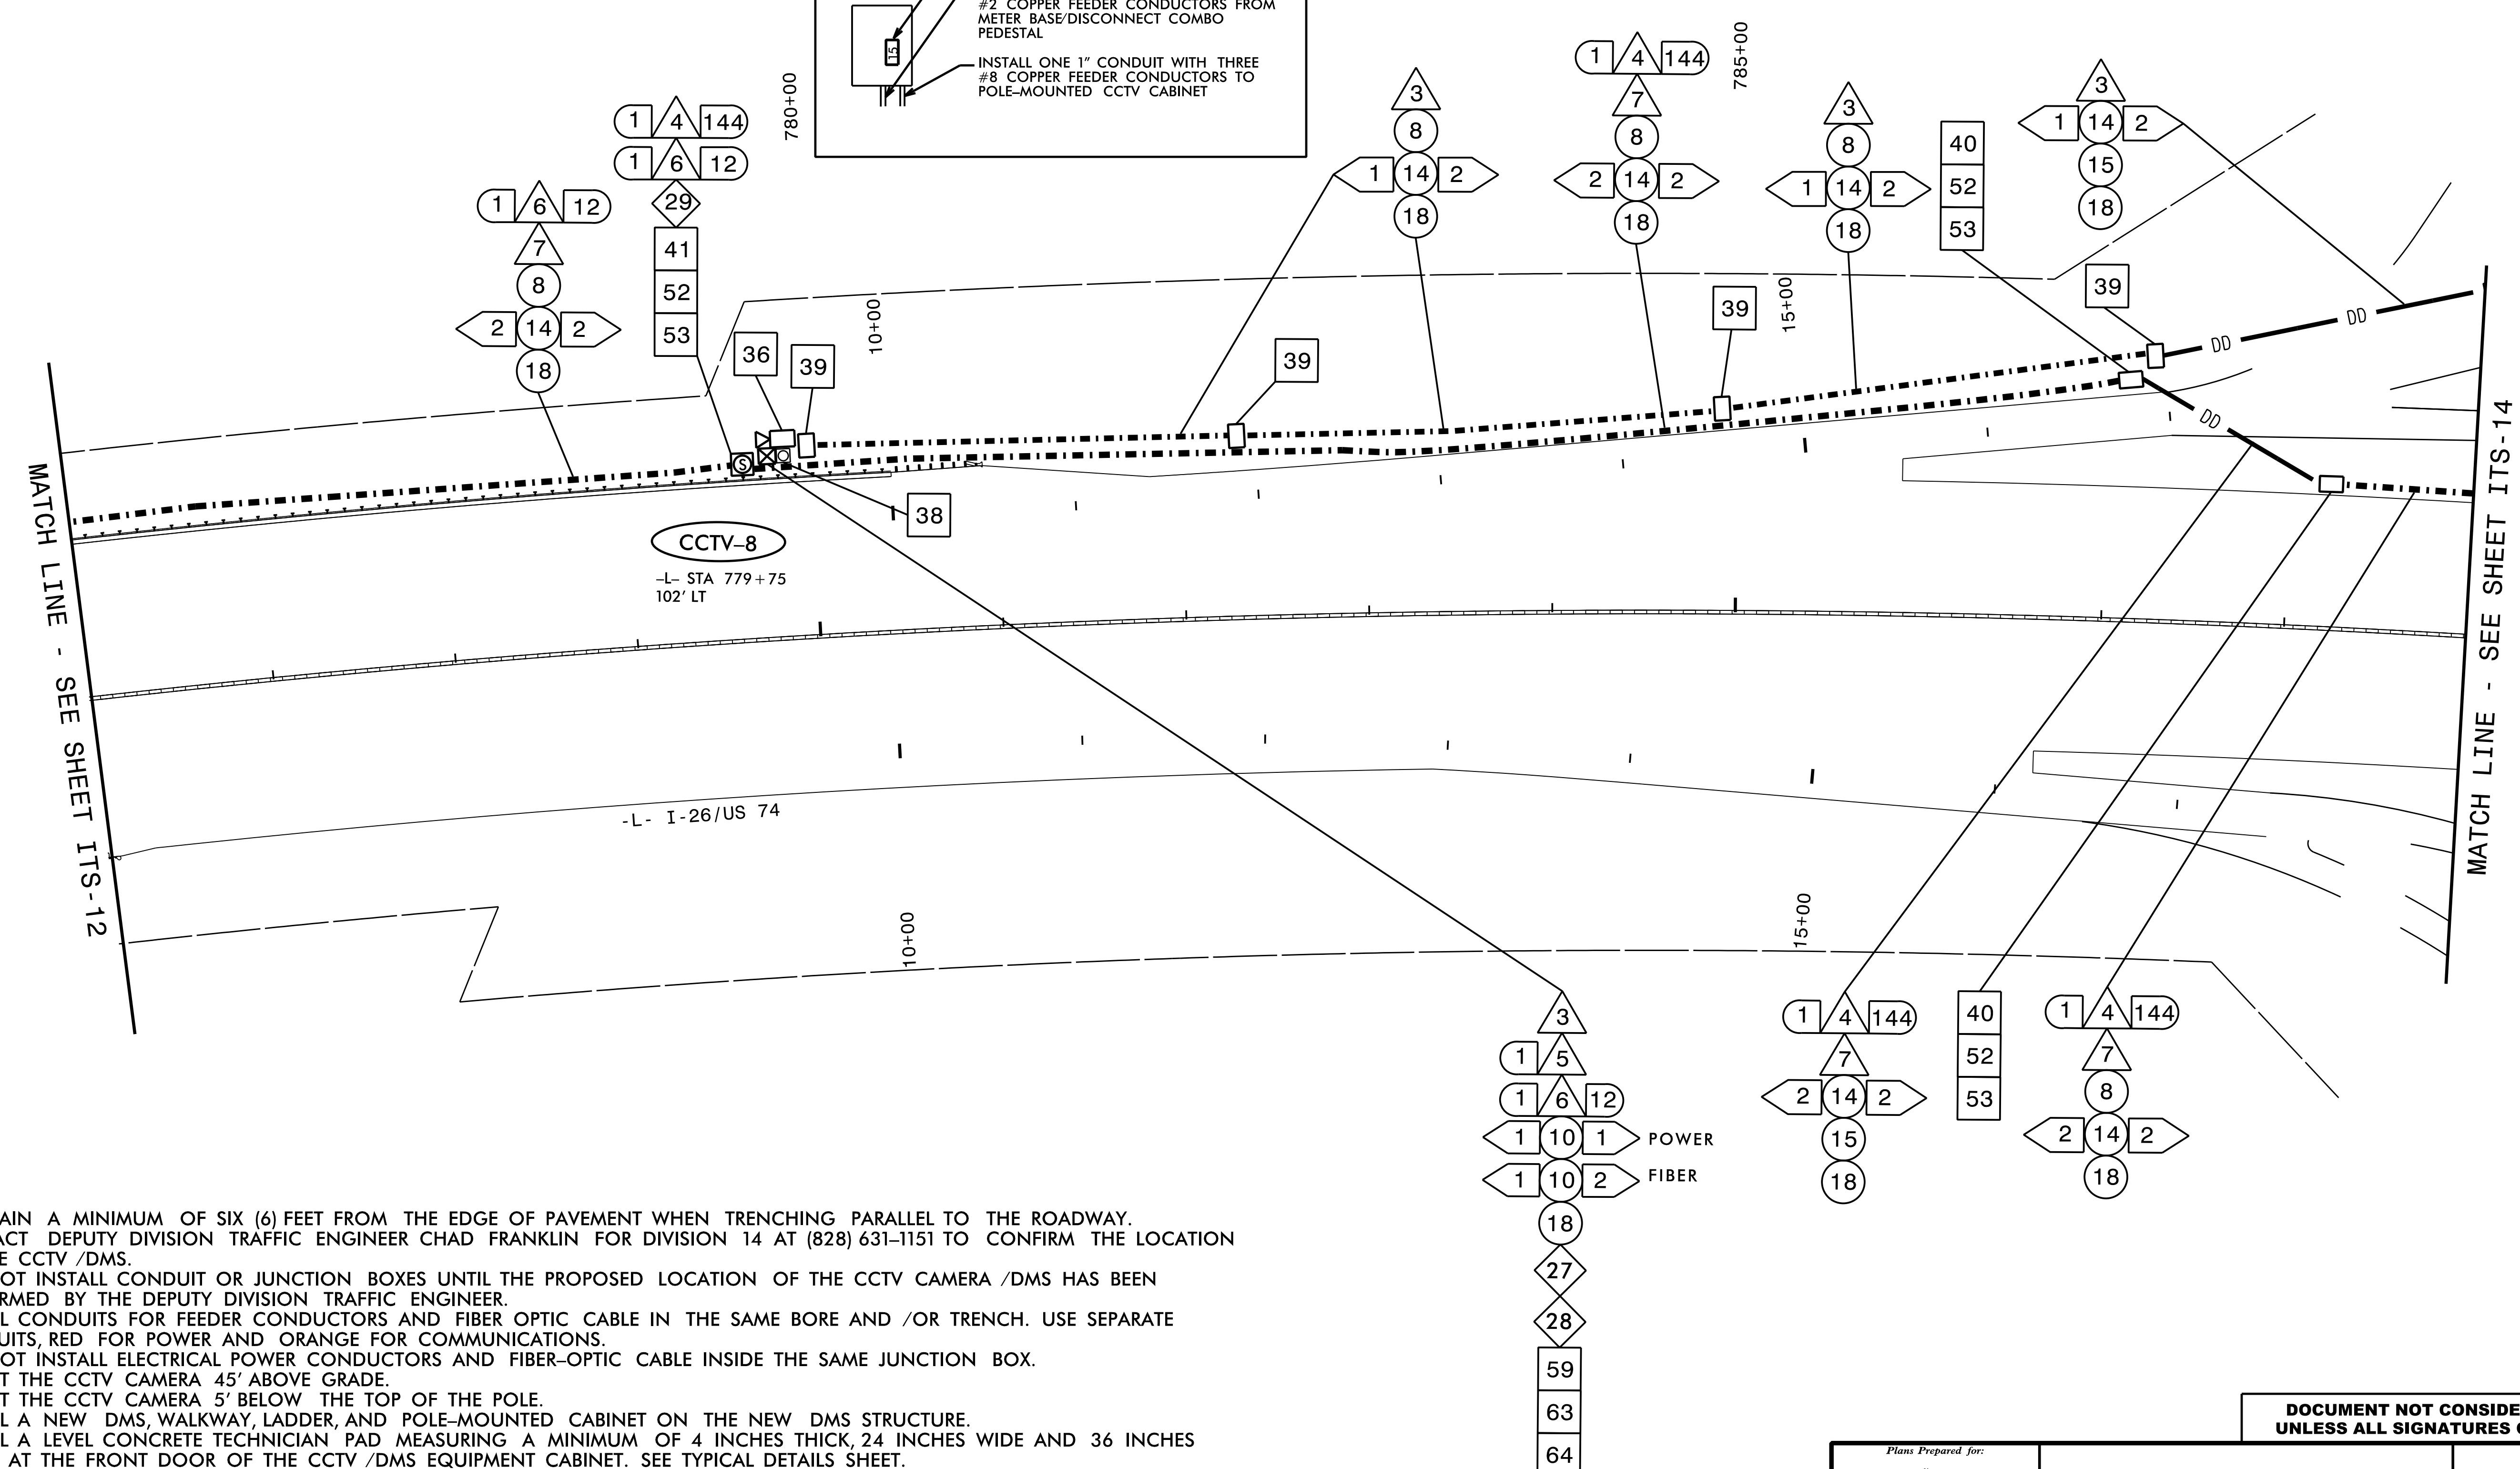 #2 COPPER FEEDER CONDUCTORS FROM
METER BASE/DISCONNECT COMBO
PEDESTAL
15
INSTALL ONE 1" CONDUIT WITH THREE
#8 COPPER FEEDER CONDUCTORS TO
POLE–MOUNTED CCTV CABINET
780+00
785+00
1 6 12
7
8
2 14 2
18
1 4 144
1 6 12
29
41
52
53
36
39
10+00
3
8
1 14 2
18
39
1 4 144
7
8
2 14 2
18
39
15+00
3
8
1 14 2
18
40
52
53
3
1 14 2
15
18
39
DD
DD
DD
S
38
CCTV–8
–L– STA 779+75
102' LT
MATCH LINE - SEE SHEET ITS-12
MATCH LINE - SEE SHEET ITS-14
-L- I-26/US 74
10+00
15+00
3
1 5
1 6 12
1 10 1 POWER
1 10 2 FIBER
18
27
28
59
63
64
1 4 144
7
2 14 2
15
18
40
52
53
1 4 144
7
8
2 14 2
18
AIN A MINIMUM OF SIX (6) FEET FROM THE EDGE OF PAVEMENT WHEN TRENCHING PARALLEL TO THE ROADWAY.
ACT DEPUTY DIVISION TRAFFIC ENGINEER CHAD FRANKLIN FOR DIVISION 14 AT (828) 631–1151 TO CONFIRM THE LOCATION
E CCTV /DMS.
OT INSTALL CONDUIT OR JUNCTION BOXES UNTIL THE PROPOSED LOCATION OF THE CCTV CAMERA /DMS HAS BEEN
RMED BY THE DEPUTY DIVISION TRAFFIC ENGINEER.
L CONDUITS FOR FEEDER CONDUCTORS AND FIBER OPTIC CABLE IN THE SAME BORE AND /OR TRENCH. USE SEPARATE
UITS, RED FOR POWER AND ORANGE FOR COMMUNICATIONS.
OT INSTALL ELECTRICAL POWER CONDUCTORS AND FIBER–OPTIC CABLE INSIDE THE SAME JUNCTION BOX.
T THE CCTV CAMERA 45' ABOVE GRADE.
T THE CCTV CAMERA 5' BELOW THE TOP OF THE POLE.
L A NEW DMS, WALKWAY, LADDER, AND POLE–MOUNTED CABINET ON THE NEW DMS STRUCTURE.
L A LEVEL CONCRETE TECHNICIAN PAD MEASURING A MINIMUM OF 4 INCHES THICK, 24 INCHES WIDE AND 36 INCHES
AT THE FRONT DOOR OF THE CCTV /DMS EQUIPMENT CABINET. SEE TYPICAL DETAILS SHEET.
DOCUMENT NOT CONSIDE
UNLESS ALL SIGNATURES
Plans Prepared for: